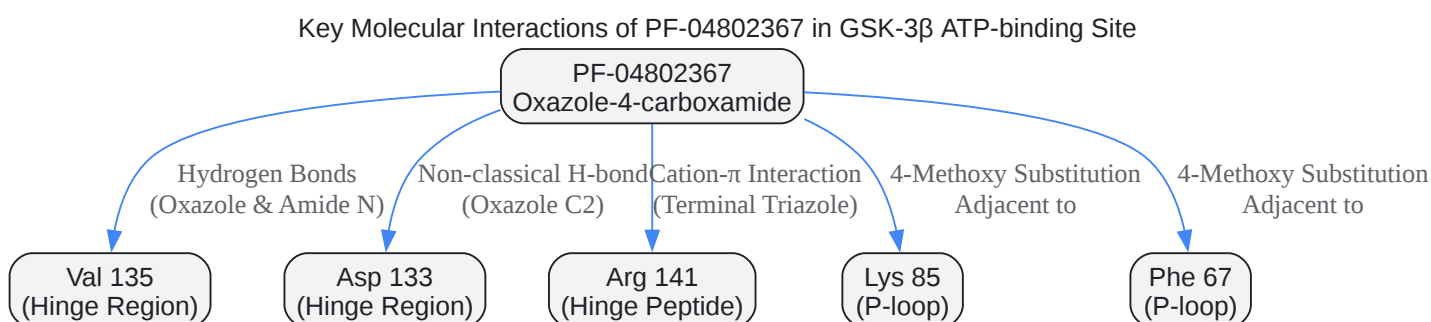 Key Molecular Interactions of PF-04802367 in GSK-3β ATP-binding Site
PF-04802367
Oxazole-4-carboxamide
Hydrogen Bonds
(Oxazole & Amide N)
Non-classical H-bond
(Oxazole C2)
Cation-π Interaction
(Terminal Triazole)
4-Methoxy Substitution
Adjacent to
4-Methoxy Substitution
Adjacent to
Val 135
(Hinge Region)
Asp 133
(Hinge Region)
Arg 141
(Hinge Peptide)
Lys 85
(P-loop)
Phe 67
(P-loop)